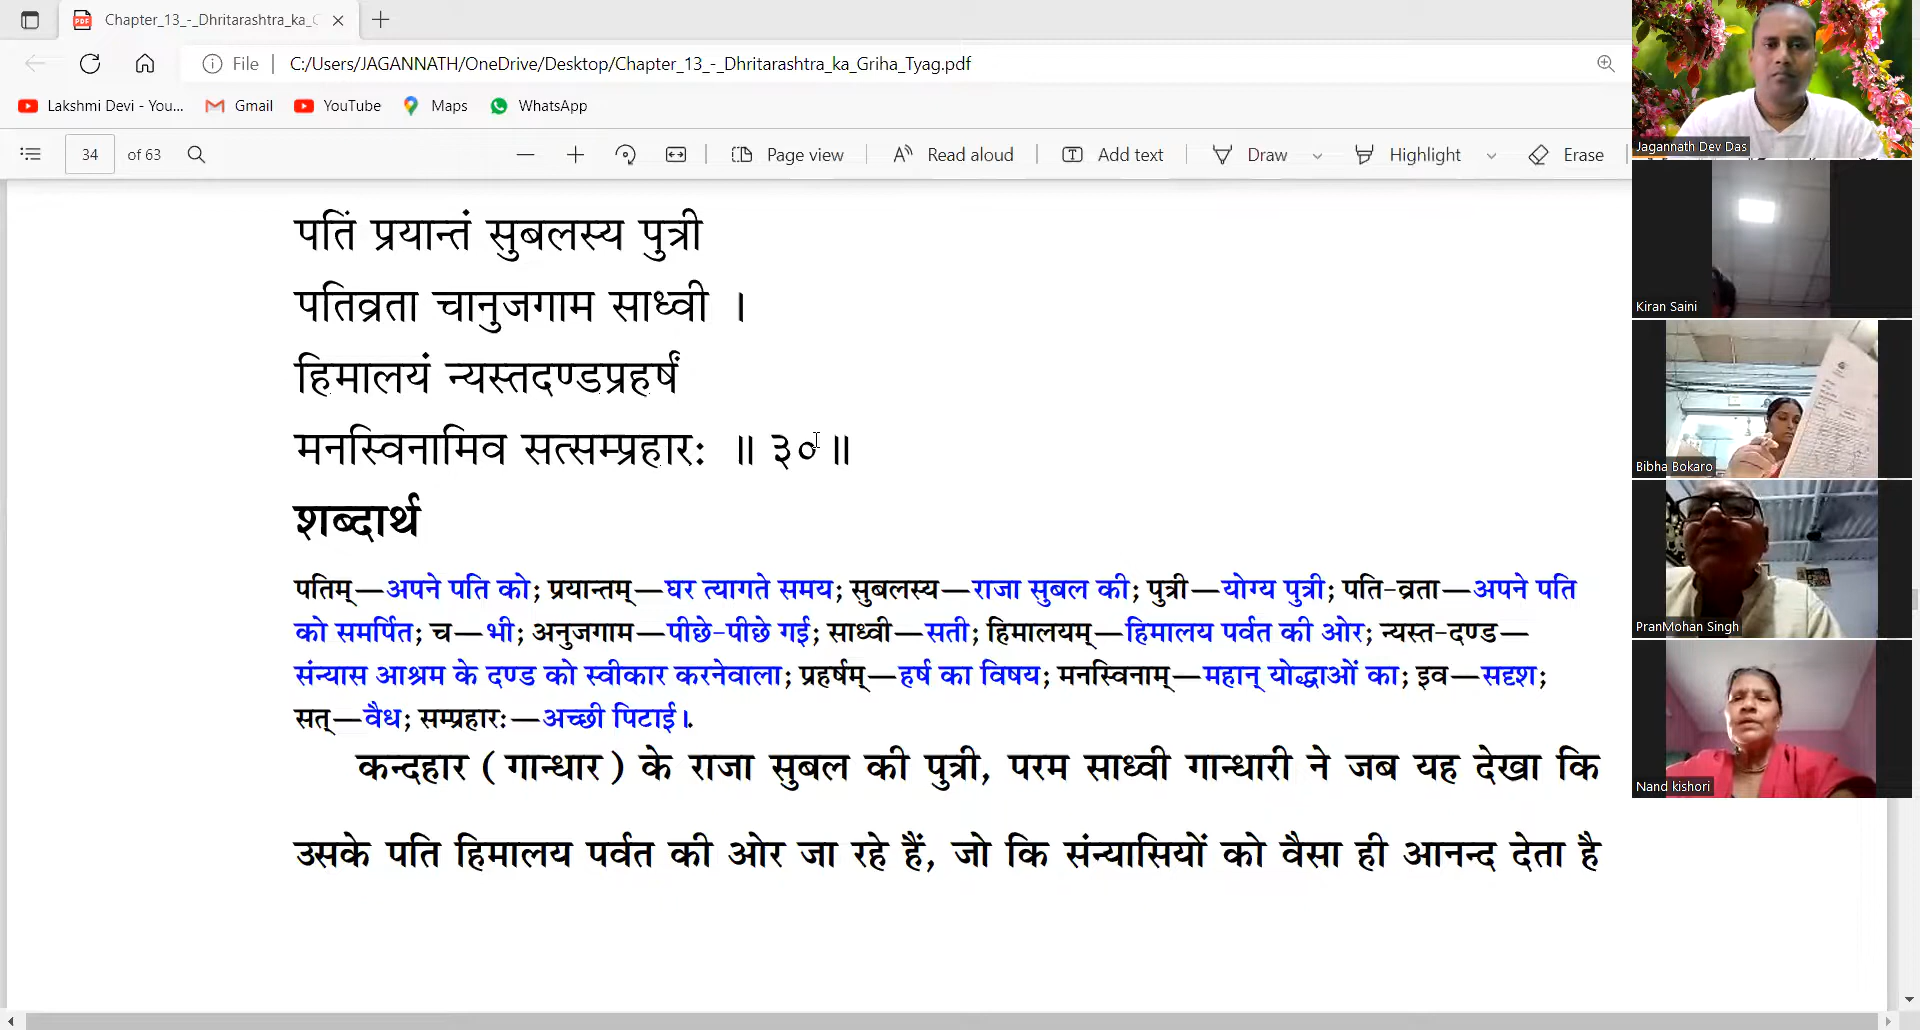 Chapter_13_-_Dhritarashtra_ka_G
File
C:/Users/JAGANNATH/OneDrive/Desktop/Chapter_13_-_Dhritarashtra_ka_Griha_Tyag.pdf
Lakshmi Devi - You...
Gmail
YouTube
Maps
WhatsApp
34 of 63
Page view
Read aloud
Add text
Draw
Highlight
Erase
पतिं प्रयान्तं सुबलस्य पुत्री
पतिव्रता चानुजगाम साध्वी ।
हिमालयं न्यस्तदण्डप्रहर्षं
मनस्विनामिव सत्सम्प्रहारः ॥ ३० ॥
शब्दार्थ
पतिम्—अपने पति को; प्रयान्तम्—घर त्यागते समय; सुबलस्य—राजा सुबल की; पुत्री—योग्य पुत्री; पति-व्रता—अपने पति
को समर्पित; च—भी; अनुजगाम—पीछे-पीछे गई; साध्वी—सती; हिमालयम्—हिमालय पर्वत की ओर; न्यस्त-दण्ड—
संन्यास आश्रम के दण्ड को स्वीकार करनेवाला; प्रहर्षम्—हर्ष का विषय; मनस्विनाम्—महान् योद्धाओं का; इव—सदृश;
सत्—वैध; सम्प्रहारः—अच्छी पिटाई।.
कन्दहार ( गान्धार ) के राजा सुबल की पुत्री, परम साध्वी गान्धारी ने जब यह देखा कि
उसके पति हिमालय पर्वत की ओर जा रहे हैं, जो कि संन्यासियों को वैसा ही आनन्द देता है
Jagannath Dev Das
Kiran Saini
Bibha Bokaro
PranMohan Singh
Nand kishori